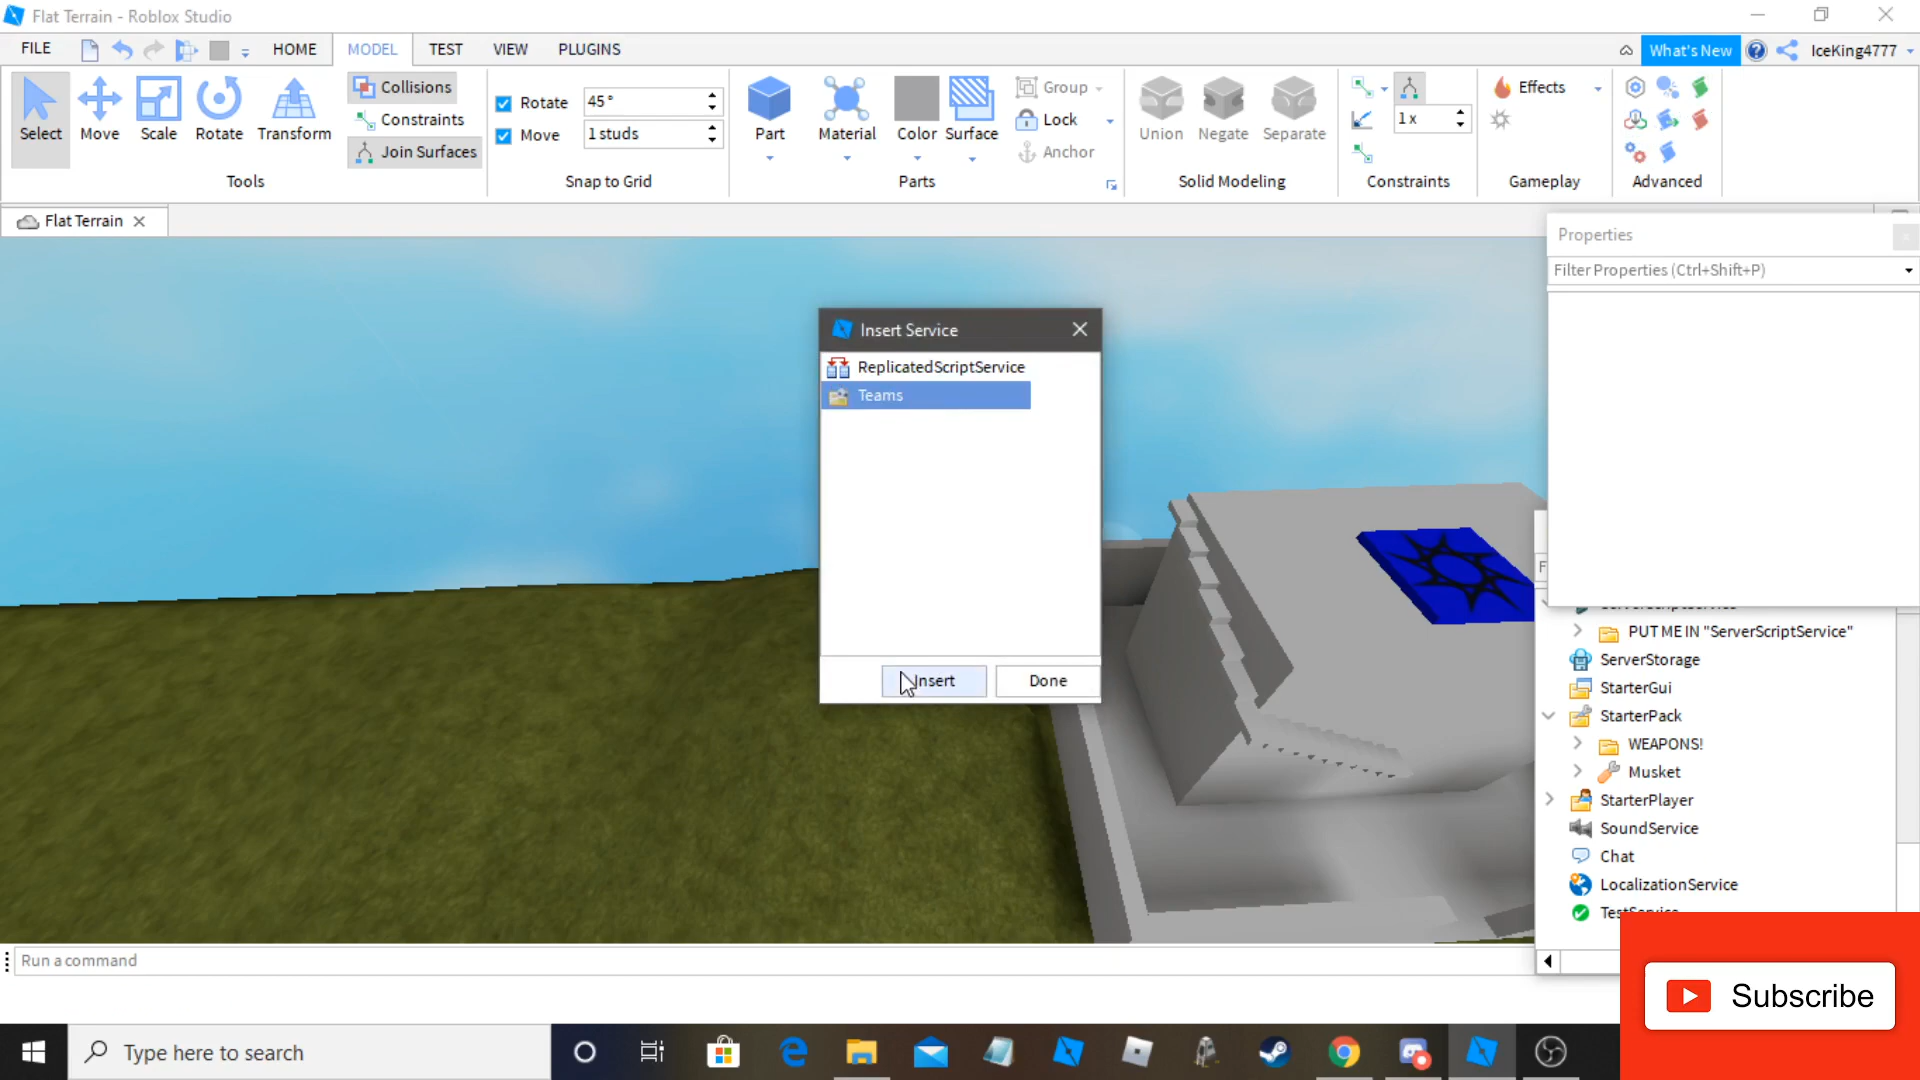 Flat Terrain - Roblox Studio
FILE
HOME
MODEL
TEST
VIEW
PLUGINS
What's New
IceKing4777
Select
Move
Scale
Rotate
Transform
Collisions
Constraints
Join Surfaces
Tools
Rotate
45 °
Move
1 studs
Snap to Grid
Part
Material
Color
Surface
Group
Lock
Anchor
Parts
Union
Negate
Separate
Solid Modeling
1 x
Constraints
Effects
Gameplay
Advanced
Flat Terrain
Properties
Filter Properties (Ctrl+Shift+P)
Insert Service
ReplicatedScriptService
Teams
Insert
Done
PUT ME IN "ServerScriptService"
ServerStorage
StarterGui
StarterPack
WEAPONS!
Musket
StarterPlayer
SoundService
Chat
LocalizationService
TestService
Run a command
Subscribe
Type here to search